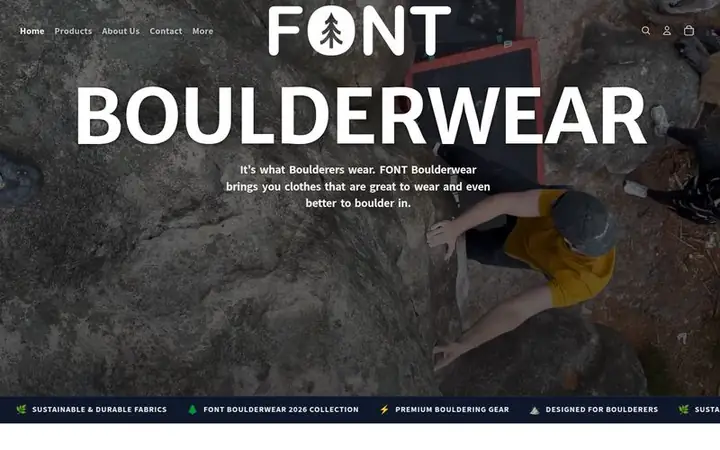 FONT
Home Products About Us Contact More
BOULDERWEAR
It's what Boulderers wear. FONT Boulderwear
brings you clothes that are great to wear and even
better to boulder in.
SUSTAINABLE & DURABLE FABRICS FONT BOULDERWEAR 2026 COLLECTION PREMIUM BOULDERING GEAR DESIGNED FOR BOULDERERS SUSTA